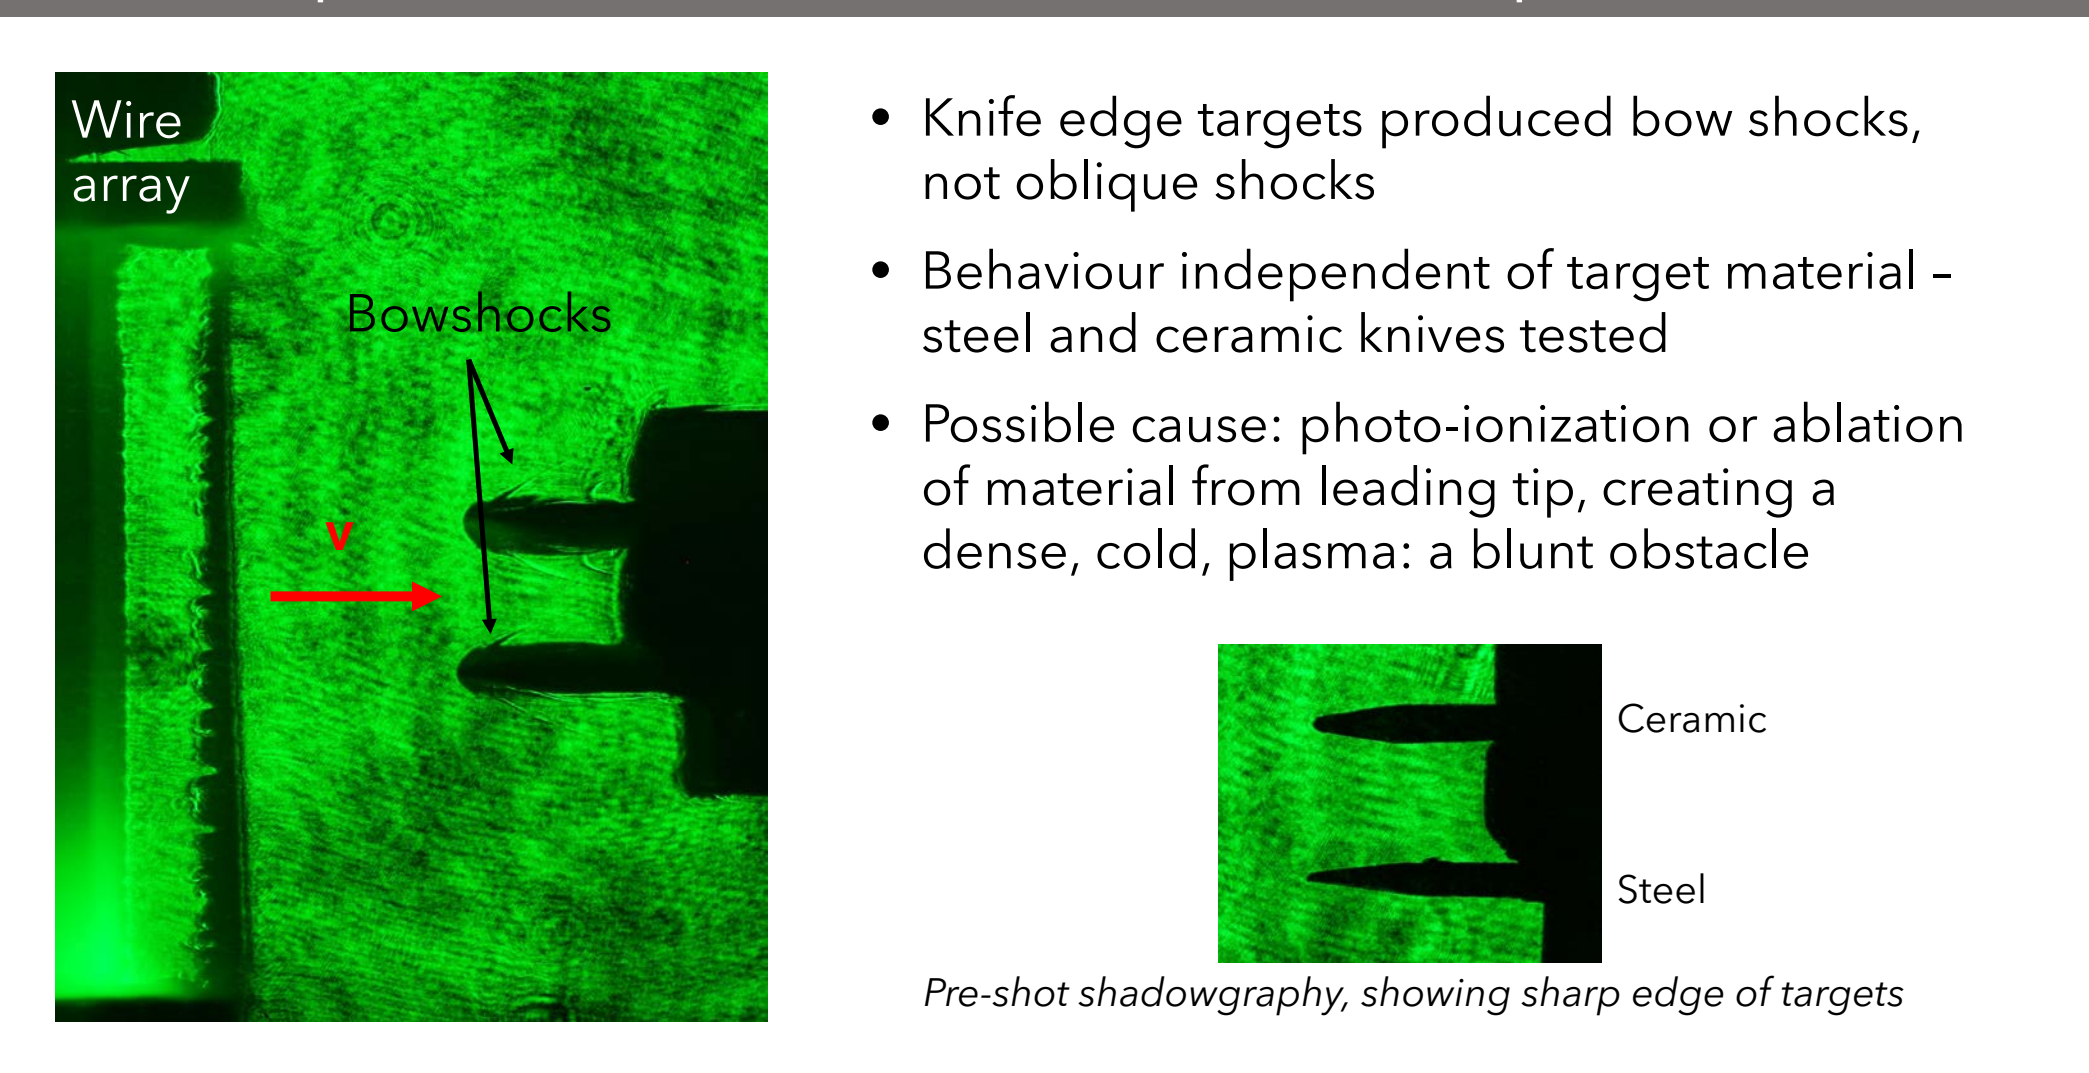 Wire
array
Bowshocks
v
• Knife edge targets produced bow shocks,
not oblique shocks
• Behaviour independent of target material –
steel and ceramic knives tested
• Possible cause: photo-ionization or ablation
of material from leading tip, creating a
dense, cold, plasma: a blunt obstacle
Ceramic
Steel
Pre-shot shadowgraphy, showing sharp edge of targets